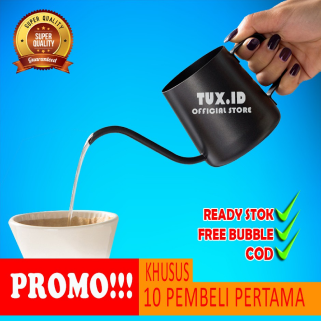 SUPER QUALITY
SUPER
QUALITY
Guaranteed
TUX.ID
OFFICIAL STORE
READY STOK
FREE BUBBLE
COD
PROMO!!!
KHUSUS
10 PEMBELI PERTAMA